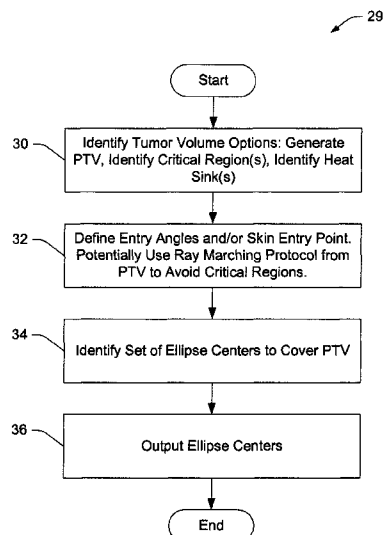 29
Start
30
Identify Tumor Volume Options: Generate
PTV, Identify Critical Region(s), Identify Heat
Sink(s)
32
Define Entry Angles and/or Skin Entry Point.
Potentially Use Ray Marching Protocol from
PTV to Avoid Critical Regions.
34
Identify Set of Ellipse Centers to Cover PTV
36
Output Ellipse Centers
End